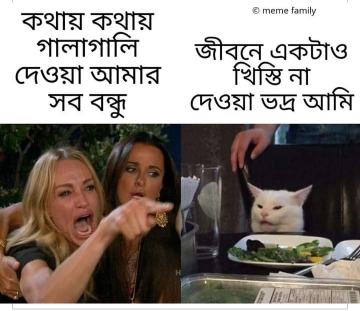 © meme family
কথায় কথায়
গালাগালি
দেওয়া আমার
সব বন্ধু
জীবনে একটাও
খিস্তি না
দেওয়া ভদ্র আমি